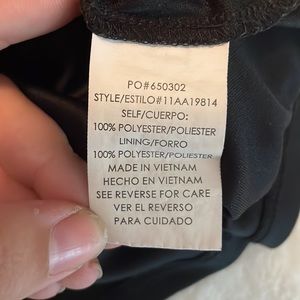 PO#650302
STYLE/ESTILO#11AA19814
SELF/CUERPO:
100% POLYESTER/POLIESTER
LINING/FORRO
100% POLYESTER/POLIESTER
MADE IN VIETNAM
HECHO EN VIETNAM
SEE REVERSE FOR CARE
VER EL REVERSO
PARA CUIDADO